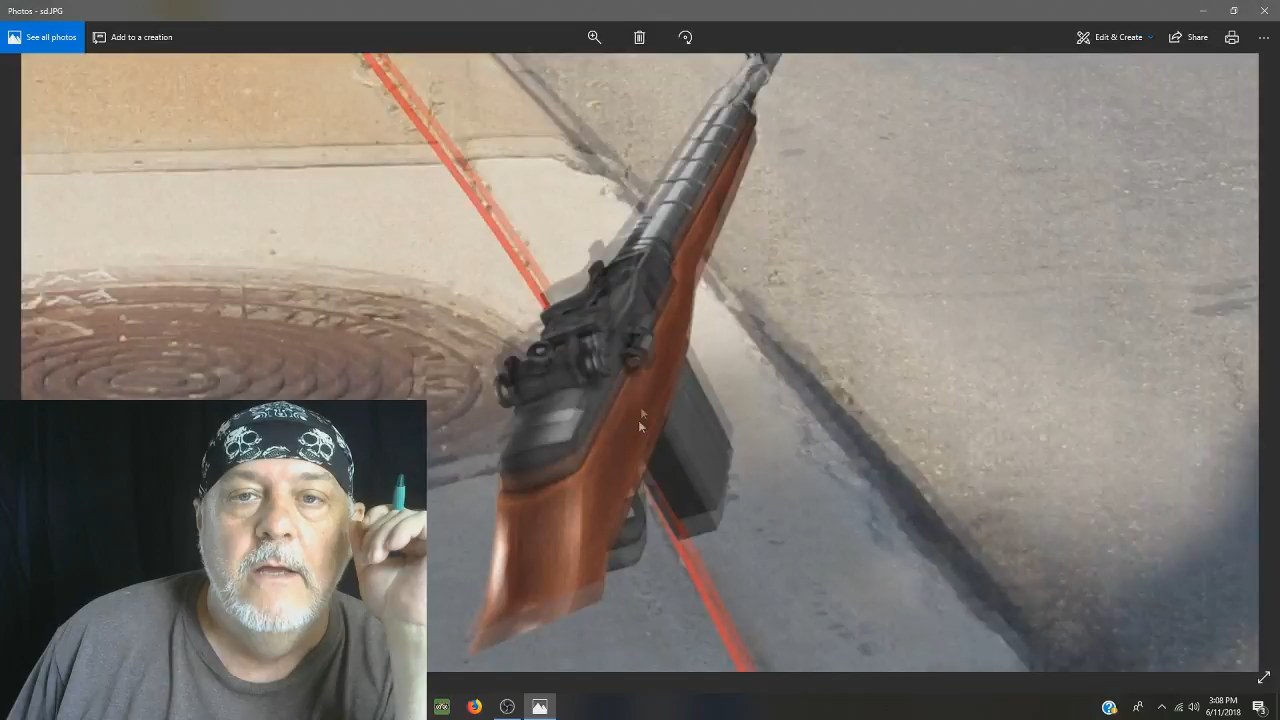 Photos - sd.JPG
See all photos
Add to a creation
Edit & Create
Share
3:08 PM
6/11/2018